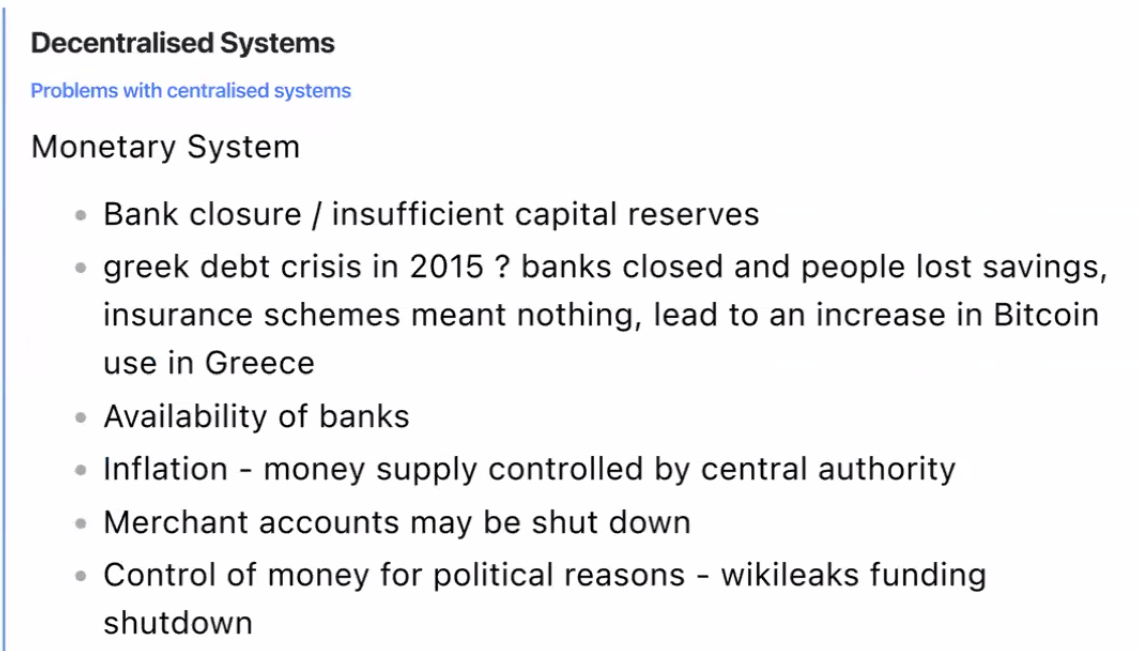 Decentralised Systems
Problems with centralised systems
Monetary System
• Bank closure / insufficient capital reserves
• greek debt crisis in 2015 ? banks closed and people lost savings,
insurance schemes meant nothing, lead to an increase in Bitcoin
use in Greece
• Availability of banks
• Inflation - money supply controlled by central authority
• Merchant accounts may be shut down
• Control of money for political reasons - wikileaks funding
shutdown